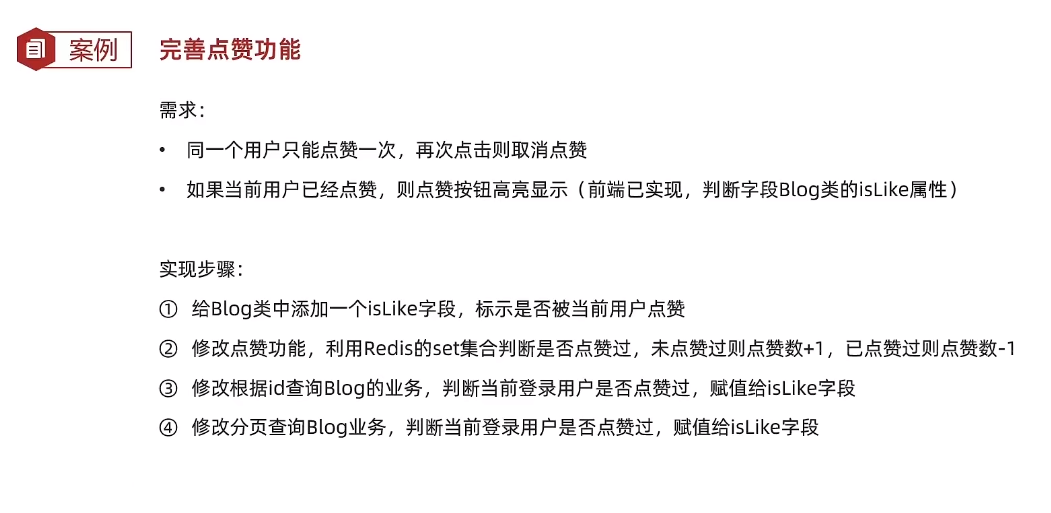 案例
完善点赞功能
需求：
• 同一个用户只能点赞一次，再次点击则取消点赞
• 如果当前用户已经点赞，则点赞按钮高亮显示（前端已实现，判断字段Blog类的isLike属性）
实现步骤：
① 给Blog类中添加一个isLike字段，标示是否被当前用户点赞
② 修改点赞功能，利用Redis的set集合判断是否点赞过，未点赞过则点赞数+1，已点赞过则点赞数-1
③ 修改根据id查询Blog的业务，判断当前登录用户是否点赞过，赋值给isLike字段
④ 修改分页查询Blog业务，判断当前登录用户是否点赞过，赋值给isLike字段